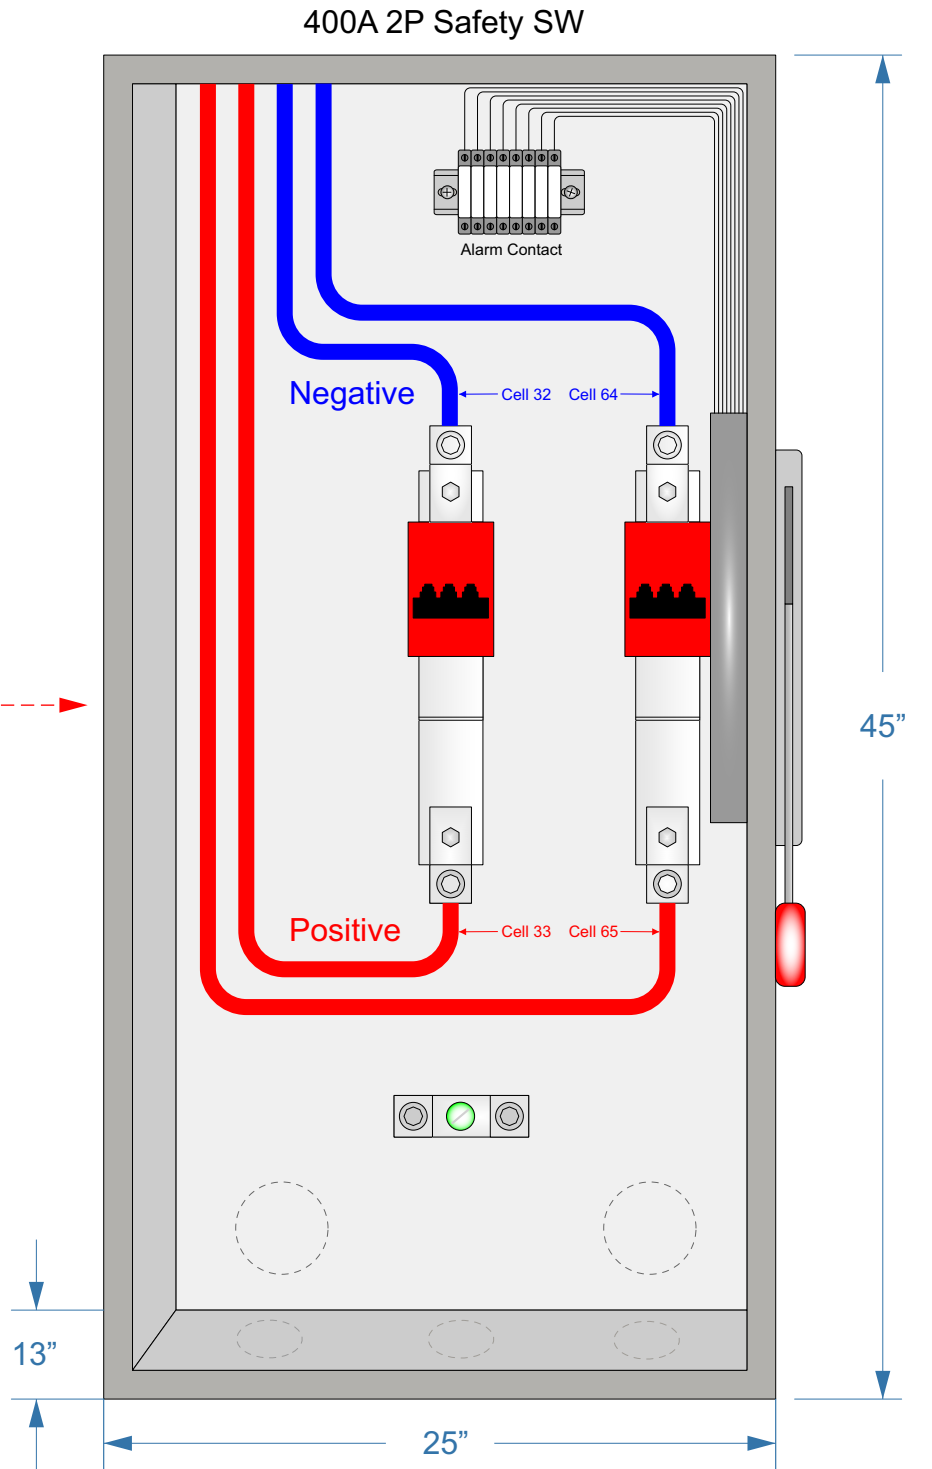 400A 2P Safety SW
Alarm Contact
Negative
Cell 32 Cell 64
45”
Positive
Cell 33 Cell 65
13”
25”